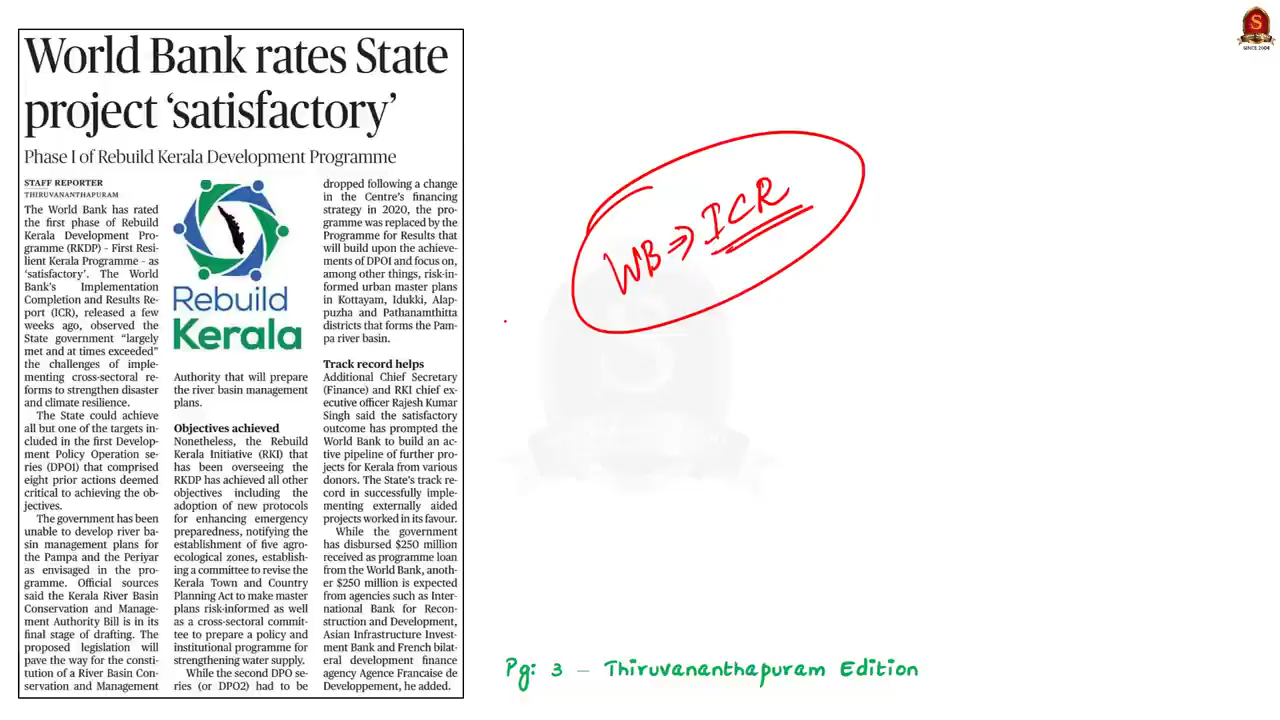 World Bank rates State
project ‘satisfactory’
Phase I of Rebuild Kerala Development Programme
STAFF REPORTER
THIRUVANANTHAPURAM
The World Bank has rated
the first phase of Rebuild
Kerala Development Pro-
gramme (RKDP) - First Resi-
lient Kerala Programme - as
‘satisfactory’. The World
Bank’s Implementation
Completion and Results Re-
port (ICR), released a few
weeks ago, observed the
State government “largely
met and at times exceeded”
the challenges of imple-
menting cross-sectoral re-
forms to strengthen disaster
and climate resilience.
The State could achieve
all but one of the targets in-
cluded in the first Develop-
ment Policy Operation se-
ries (DPO1) that comprised
eight prior actions deemed
critical to achieving the ob-
jectives.
The government has been
unable to develop river ba-
sin management plans for
the Pampa and the Periyar
as envisaged in the pro-
gramme. Official sources
said the Kerala River Basin
Conservation and Manage-
ment Authority Bill is in its
final stage of drafting. The
proposed legislation will
pave the way for the consti-
tution of a River Basin Con-
servation and Management
Rebuild
Kerala
Authority that will prepare
the river basin management
plans.
Objectives achieved
Nonetheless, the Rebuild
Kerala Initiative (RKI) that
has been overseeing the
RKDP has achieved all other
objectives including the
adoption of new protocols
for enhancing emergency
preparedness, notifying the
establishment of five agro-
ecological zones, establish-
ing a committee to revise the
Kerala Town and Country
Planning Act to make master
plans risk-informed as well
as a cross-sectoral commit-
tee to prepare a policy and
institutional programme for
strengthening water supply.
While the second DPO se-
ries (or DPO2) had to be
dropped following a change
in the Centre’s financing
strategy in 2020, the pro-
gramme was replaced by the
Programme for Results that
will build upon the achieve-
ments of DPO1 and focus on,
among other things, risk-in-
formed urban master plans
in Kottayam, Idukki, Alap-
puzha and Pathanamthitta
districts that forms the Pam-
pa river basin.
Track record helps
Additional Chief Secretary
(Finance) and RKI chief ex-
ecutive officer Rajesh Kumar
Singh said the satisfactory
outcome has prompted the
World Bank to build an ac-
tive pipeline of further pro-
jects for Kerala from various
donors. The State’s track re-
cord in successfully imple-
menting externally aided
projects worked in its favour.
While the government
has disbursed $250 million
received as programme loan
from the World Bank, anoth-
er $250 million is expected
from agencies such as Inter-
national Bank for Recon-
struction and Development,
Asian Infrastructure Invest-
ment Bank and French bilat-
eral development finance
agency Agence Francaise de
Developpement, he added.
WB ⇒ ICR
S
SINCE 2004
Pg: 3 – Thiruvananthapuram Edition